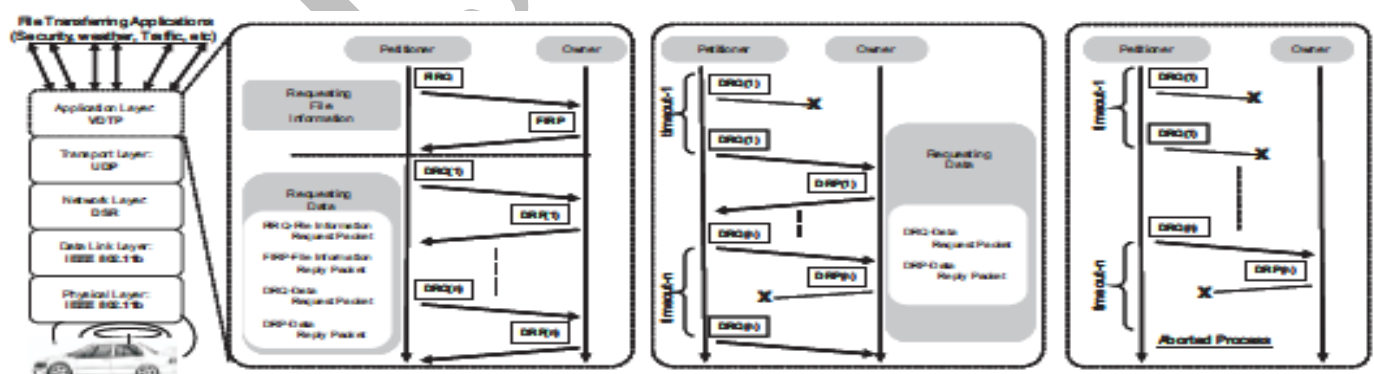 File Transferring Applications
(Security, weather, Traffic, etc)
Application Layer:
VDTP
Transport Layer:
UDP
Network Layer:
DSR
Data Link Layer:
IEEE 802.11b
Physical Layer:
IEEE 802.11b
Petitioner
Owner
FIRQ
Requesting
File
Information
FIRP
DRQ(1)
Requesting
Data
DRP(1)
FIRQ-File Information
Request Packet
FIRP-File Information
Reply Packet
DRQ-Data
Request Packet
DRP-Data
Reply Packet
DRQ(n)
DRP(n)
Petitioner
Owner
timeout-1
DRQ(1)
X
DRQ(1)
Requesting
Data
DRP(1)
DRQ(n)
DRQ-Data
Request Packet
DRP-Data
Reply Packet
timeout-n
DRP(n)
X
DRQ(n)
Petitioner
Owner
timeout-1
DRQ(1)
X
DRQ(1)
X
timeout-n
DRP(n)
X
Aborted Process